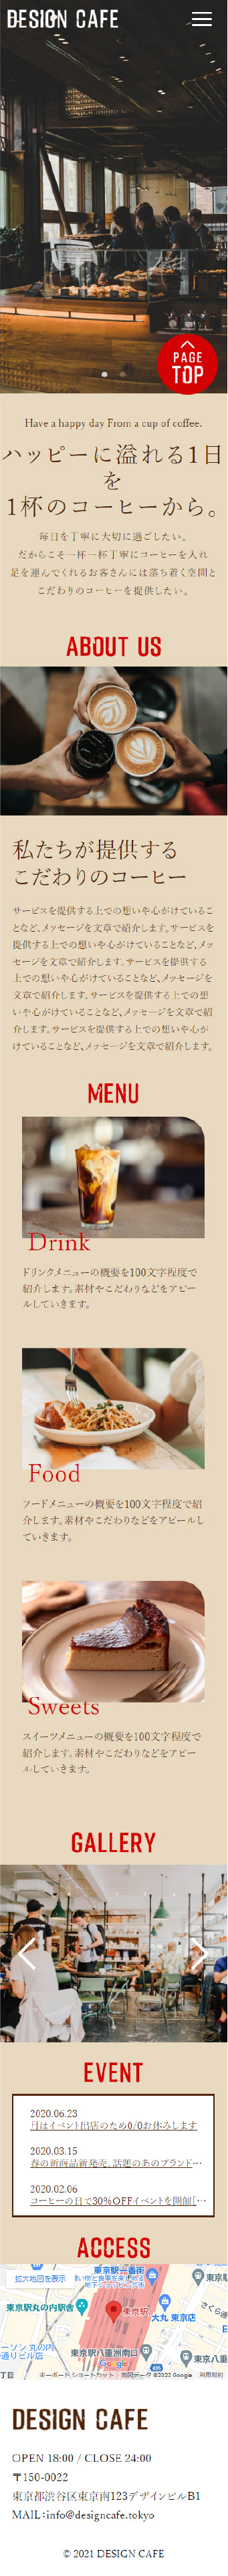 DESIGN CAFE
PAGE
TOP
Have a happy day From a cup of coffee.
ハッピーに溢れる1日
を
1杯のコーヒーから。
毎日を丁寧に大切に過ごしたい。
だからこそ一杯一杯丁寧にコーヒーを入れ
足を運んでくれるお客さんには落ち着く空間と
こだわりのコーヒーを提供したい。
ABOUT US
私たちが提供する
こだわりのコーヒー
サービスを提供する上での想いや心がけているこ
となど、メッセージを文章で紹介します。サービスを
提供する上での想いや心がけていることなど、メッ
セージを文章で紹介します。サービスを提供する
上での想いや心がけていることなど、メッセージを
文章で紹介します。サービスを提供する上での想
いや心がけていることなど、メッセージを文章で紹
介します。サービスを提供する上での想いや心が
けていることなど、メッセージを文章で紹介します。
MENU
Drink
ドリンクメニューの概要を100文字程度で
紹介します。素材やこだわりなどをアピー
ルしていきます。
Food
フードメニューの概要を100文字程度で紹
介します。素材やこだわりなどをアピールし
ていきます。
Sweets
スイーツメニューの概要を100文字程度で
紹介します。素材やこだわりなどをアピー
ルしていきます。
GALLERY
EVENT
2020.06.23
月はイベント出店のため0/0お休みします
2020.03.15
春の新商品新発売。話題のあのブランド…
2020.02.06
コーヒーの日で30%OFFイベントを開催[…
ACCESS
東京駅一番街
拡大地図を表示
地下ショッピング街
東京駅丸の内駅舎
東京駅
大丸 東京店
さくら通
ーソン 丸の内
通りビル店
東京駅八重洲南口
東京八重
Google
丁目
キーボード ショートカット
地図データ ©2022 Google
利用規約
DESIGN CAFE
OPEN 18:00 / CLOSE 24:00
〒150-0022
東京都渋谷区東京南123デザインビルB1
MAIL：info@designcafe.tokyo
© 2021 DESIGN CAFE